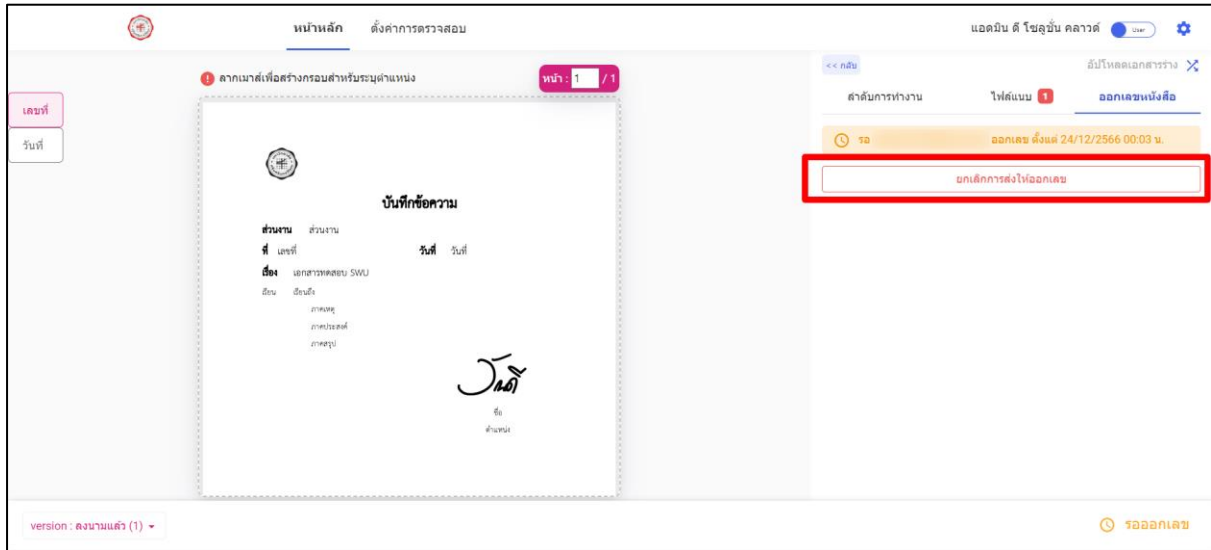 หน้าหลัก ตั้งค่าการตรวจสอบ แอดมิน ดี โซลูชั่น คลาวด์ User
ลากเมาส์เพื่อสร้างกรอบสำหรับระบุตำแหน่ง หน้า : 1 / 1
<< กลับ อัปโหลดเอกสารร่าง
ลำดับการทำงาน ไฟล์แนบ 1 ออกเลขหนังสือ
เลขที่
วันที่
รอ ออกเลข ตั้งแต่ 24/12/2566 00:03 น.
ยกเลิกการส่งให้ออกเลข
บันทึกข้อความ
ส่วนงาน ส่วนงาน
ที่ เลขที่ วันที่ วันที่
เรื่อง เอกสารทดสอบ SWU
เรียน เรียนถึง
ภาคเหตุ
ภาคประสงค์
ภาคสรุป
วันดี
ชื่อ
ตำแหน่ง
version : ลงนามแล้ว (1)
รอออกเลข